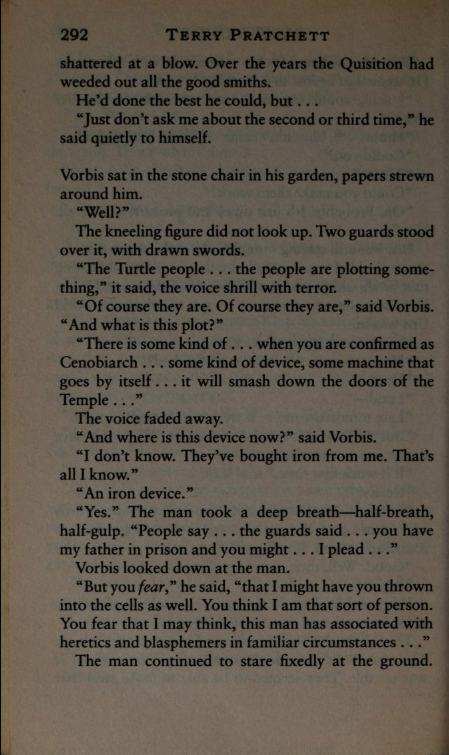 292 TERRY PRATCHETT
shattered at a blow. Over the years the Quisition had
weeded out all the good smiths.
He'd done the best he could, but . . .
“Just don't ask me about the second or third time,” he
said quietly to himself.
Vorbis sat in the stone chair in his garden, papers strewn
around him.
“Well?”
The kneeling figure did not look up. Two guards stood
over it, with drawn swords.
“The Turtle people . . . the people are plotting some-
thing,” it said, the voice shrill with terror.
“Of course they are. Of course they are,” said Vorbis.
“And what is this plot?”
“There is some kind of . . . when you are confirmed as
Cenobiarch . . . some kind of device, some machine that
goes by itself . . . it will smash down the doors of the
Temple . . .”
The voice faded away.
“And where is this device now?” said Vorbis.
“I don't know. They've bought iron from me. That's
all I know.”
“An iron device.”
“Yes.” The man took a deep breath—half-breath,
half-gulp. “People say . . . the guards said . . . you have
my father in prison and you might . . . I plead . . .”
Vorbis looked down at the man.
“But you fear,” he said, “that I might have you thrown
into the cells as well. You think I am that sort of person.
You fear that I may think, this man has associated with
heretics and blasphemers in familiar circumstances . . .”
The man continued to stare fixedly at the ground.